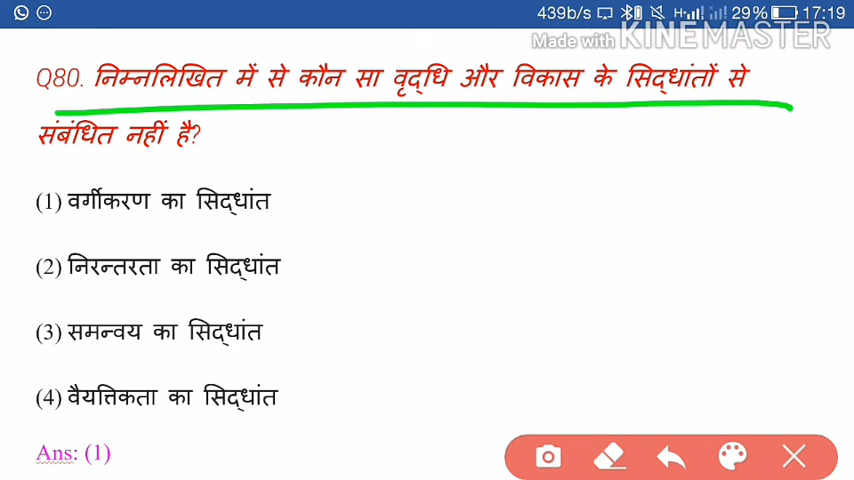 439b/s H 29% 17:19
Made with KINEMASTER
Q80. निम्नलिखित में से कौन सा वृद्धि और विकास के सिद्धांतों से
संबंधित नहीं है?
(1) वर्गीकरण का सिद्धांत
(2) निरन्तरता का सिद्धांत
(3) समन्वय का सिद्धांत
(4) वैयत्तिकता का सिद्धांत
Ans: (1)